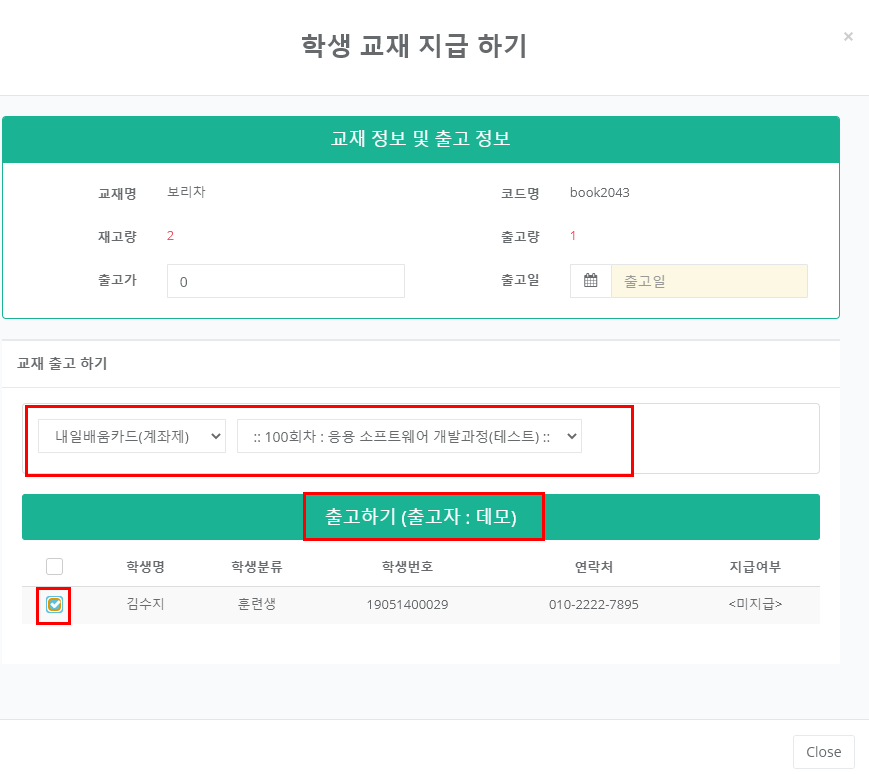 학생 교재 지급 하기
×
교재 정보 및 출고 정보
교재명 보리차 코드명 book2043
재고량 2 출고량 1
출고가 0 출고일 출고일
교재 출고 하기
내일배움카드(계좌제) :: 100회차 : 응용 소프트웨어 개발과정(테스트) ::
출고하기 (출고자 : 데모)
학생명 학생분류 학생번호 연락처 지급여부
김수지 훈련생 19051400029 010-2222-7895 <미지급>
Close